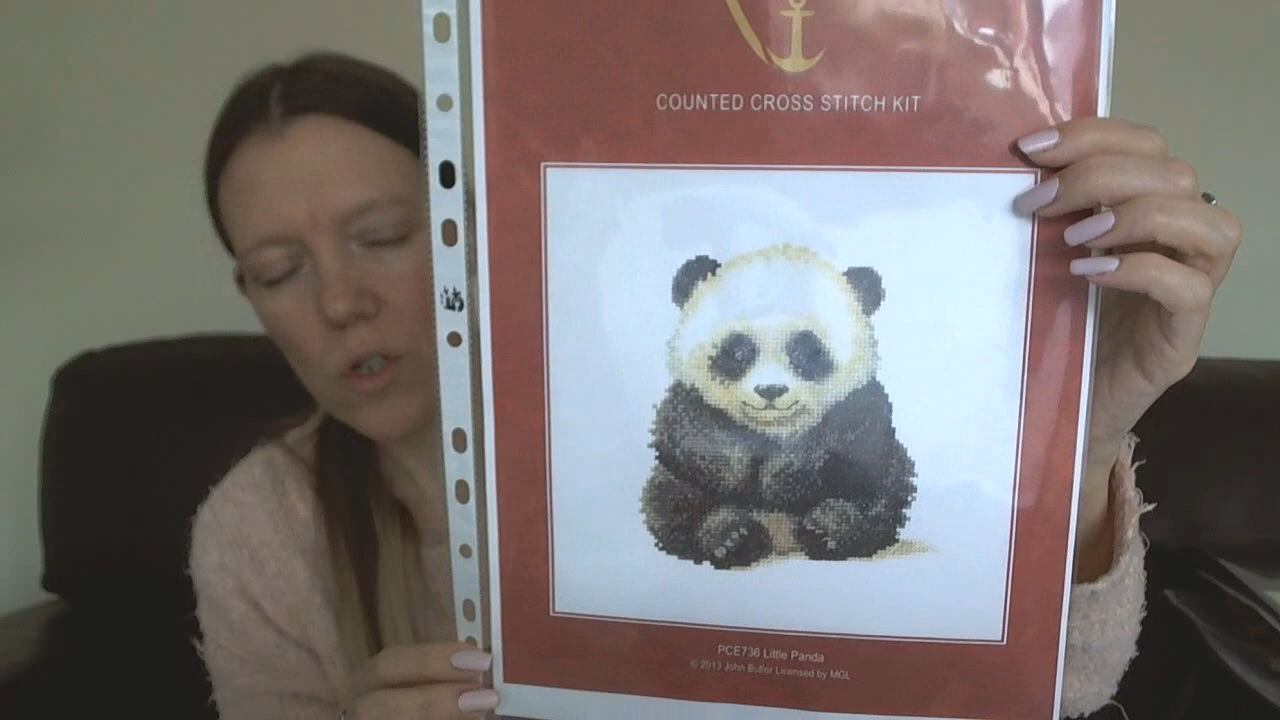 COUNTED CROSS STITCH KIT
PCE736 Little Panda
© 2013 John Butler Licensed by MGL